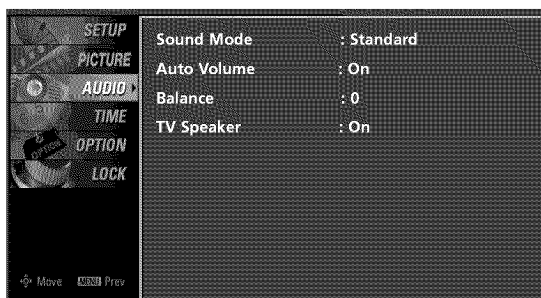 SETUP
PICTURE
AUDIO
TIME
OPTION
LOCK
Sound Mode : Standard
Auto Volume : On
Balance : 0
TV Speaker : On
Move MENU Prev